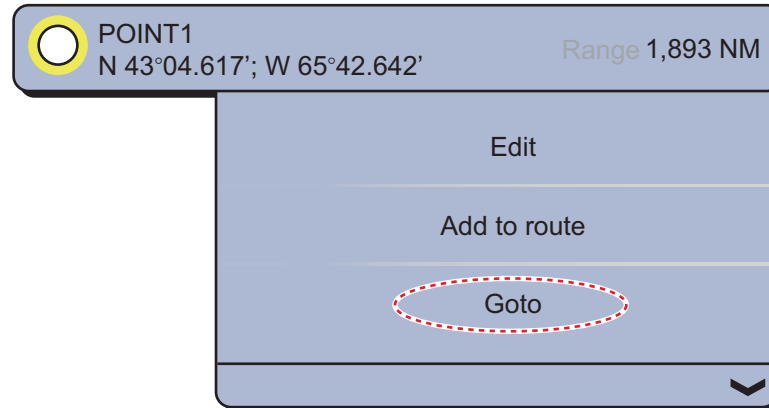 POINT1
N 43°04.617’; W 65°42.642’
Range 1,893 NM
Edit
Add to route
Goto